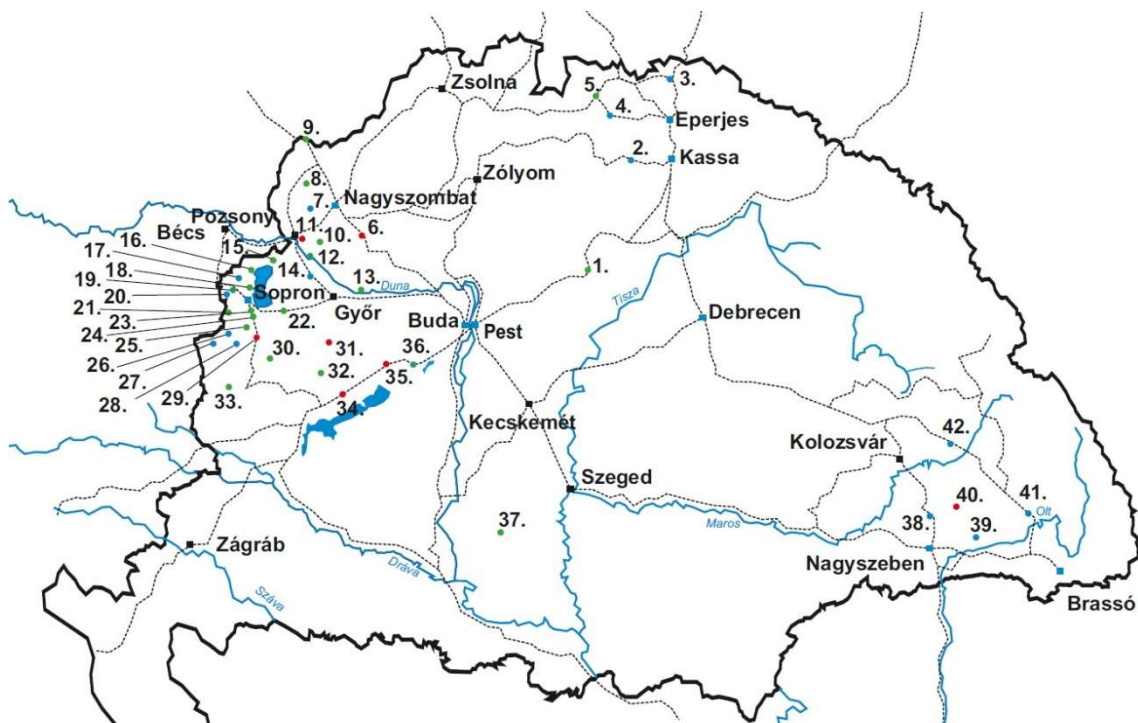 Zsolna
5.
3.
4.
Eperjes
9.
2.
Kassa
Zólyom
8.
7.
Nagyszombat
Pozsony
11.
6.
Bécs
10.
16.
15.
12.
17.
1.
18.
14.
13.
Duna
Tisza
19.
20.
Sopron
Győr
21.
22.
Buda
Pest
Debrecen
23.
24.
25.
26.
30.
31.
36.
27.
32.
35.
28.
29.
33.
34.
Kecskemét
42.
Kolozsvár
Szeged
40.
41.
Olt
37.
Maros
38.
39.
Zágráb
Dráva
Nagyszeben
Száva
Brassó